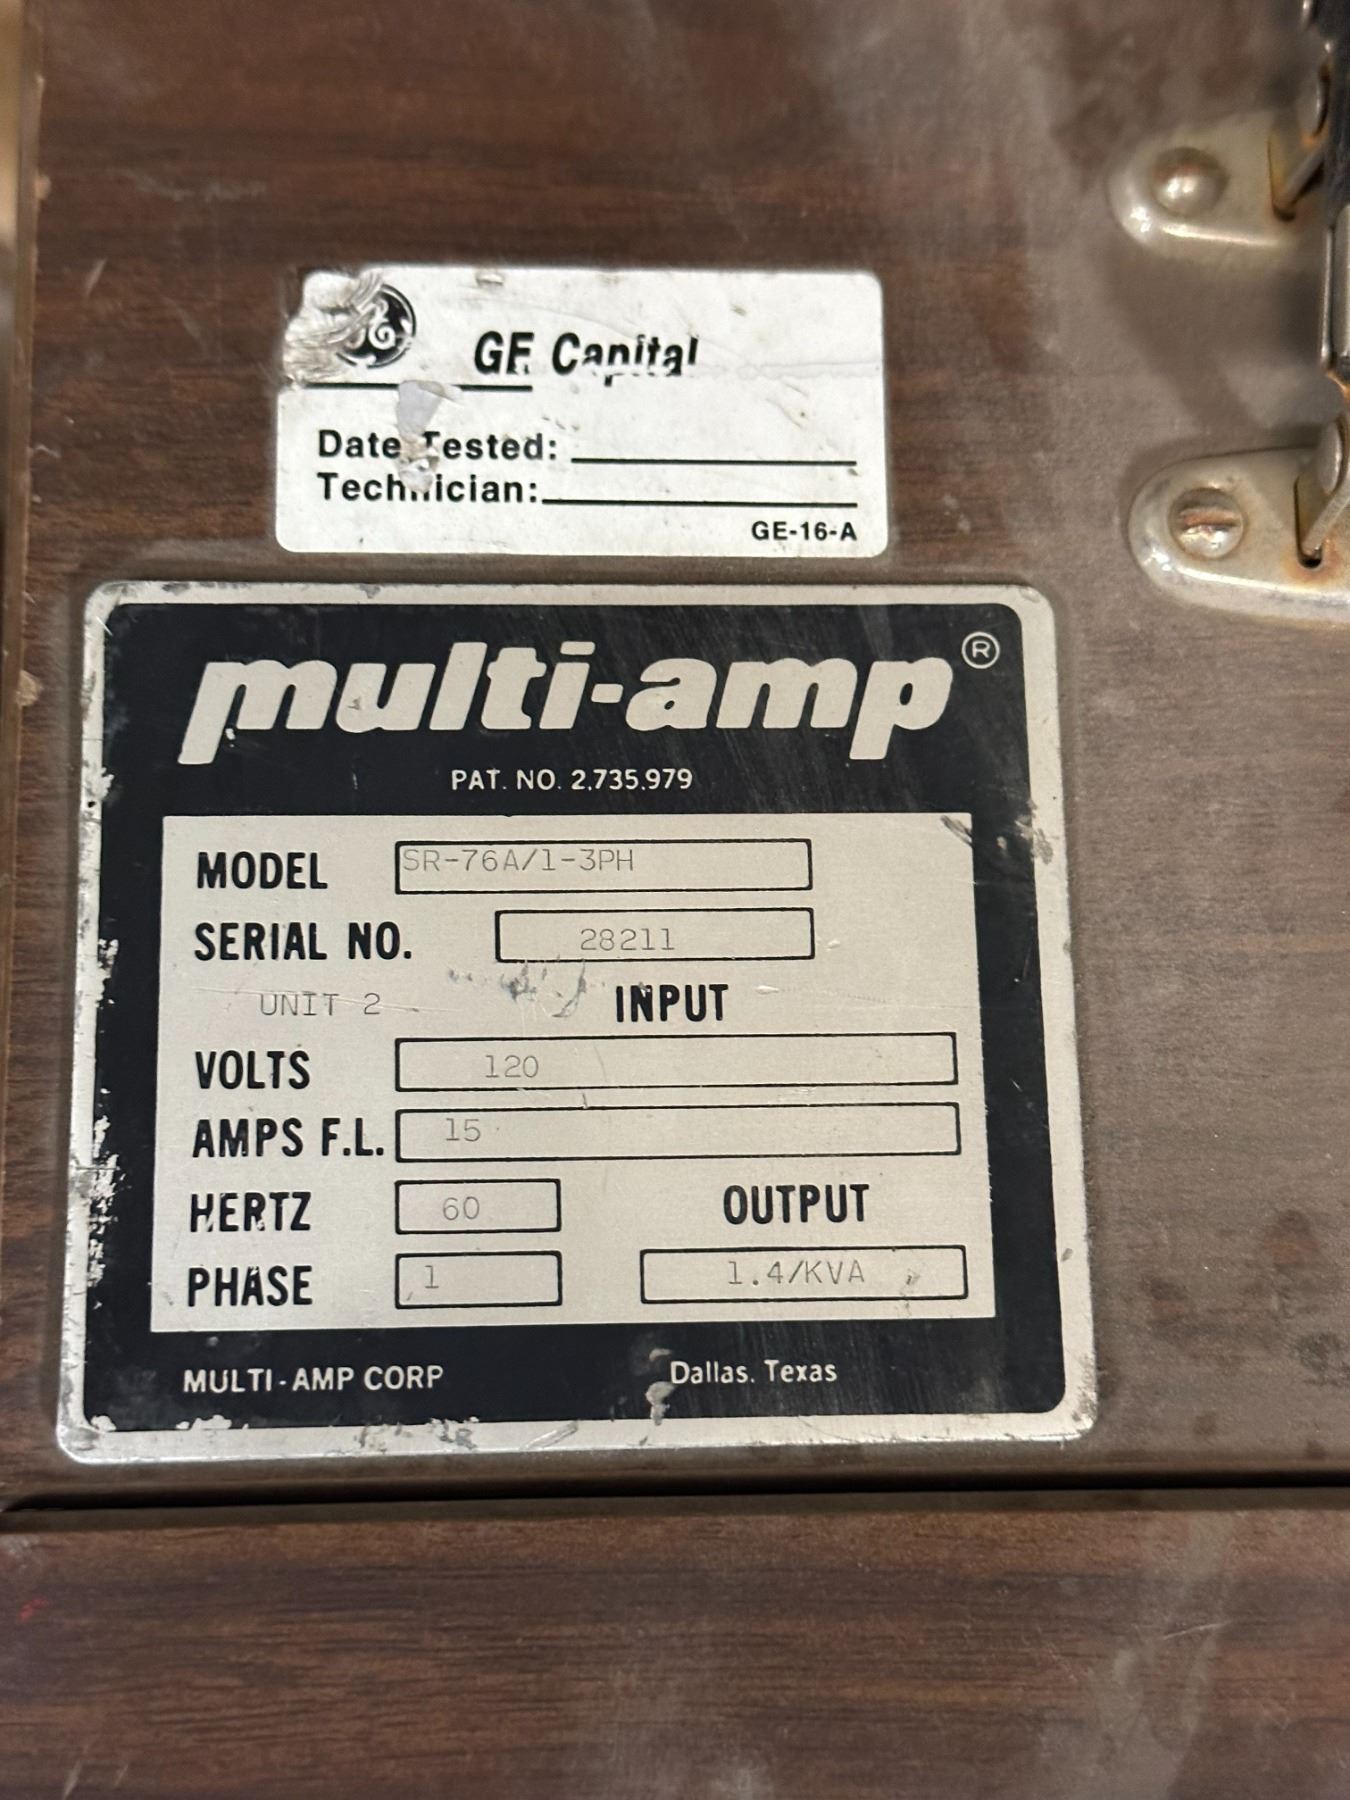 GE Capital
Date Tested:
Technician:
GE-16-A
multi-amp®
PAT. NO. 2,735,979
MODEL SR-76A/1-3PH
SERIAL NO. 28211
UNIT 2 INPUT
VOLTS 120
AMPS F.L. 15
HERTZ 60 OUTPUT
PHASE 1 1.4/KVA
MULTI-AMP CORP Dallas, Texas